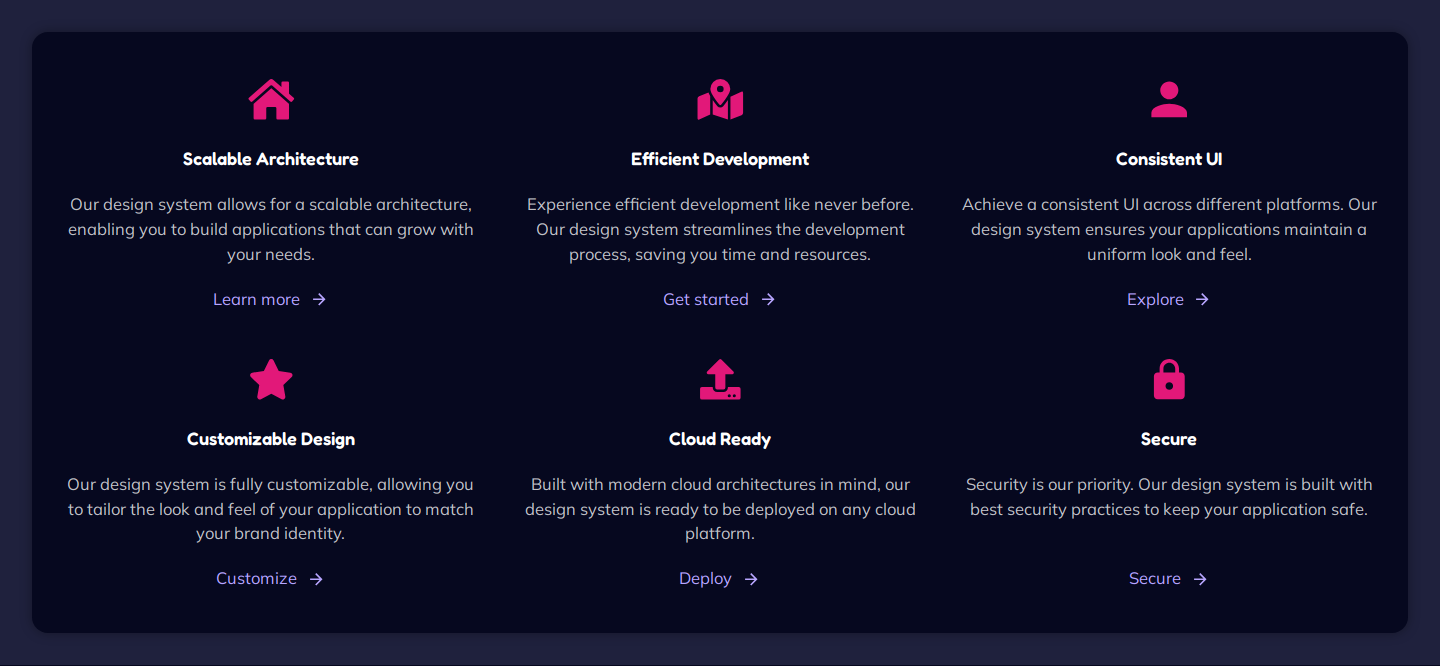 Scalable Architecture
Our design system allows for a scalable architecture,
enabling you to build applications that can grow with
your needs.
Learn more
Efficient Development
Experience efficient development like never before.
Our design system streamlines the development
process, saving you time and resources.
Get started
Consistent UI
Achieve a consistent UI across different platforms. Our
design system ensures your applications maintain a
uniform look and feel.
Explore
Customizable Design
Our design system is fully customizable, allowing you
to tailor the look and feel of your application to match
your brand identity.
Customize
Cloud Ready
Built with modern cloud architectures in mind, our
design system is ready to be deployed on any cloud
platform.
Deploy
Secure
Security is our priority. Our design system is built with
best security practices to keep your application safe.
Secure